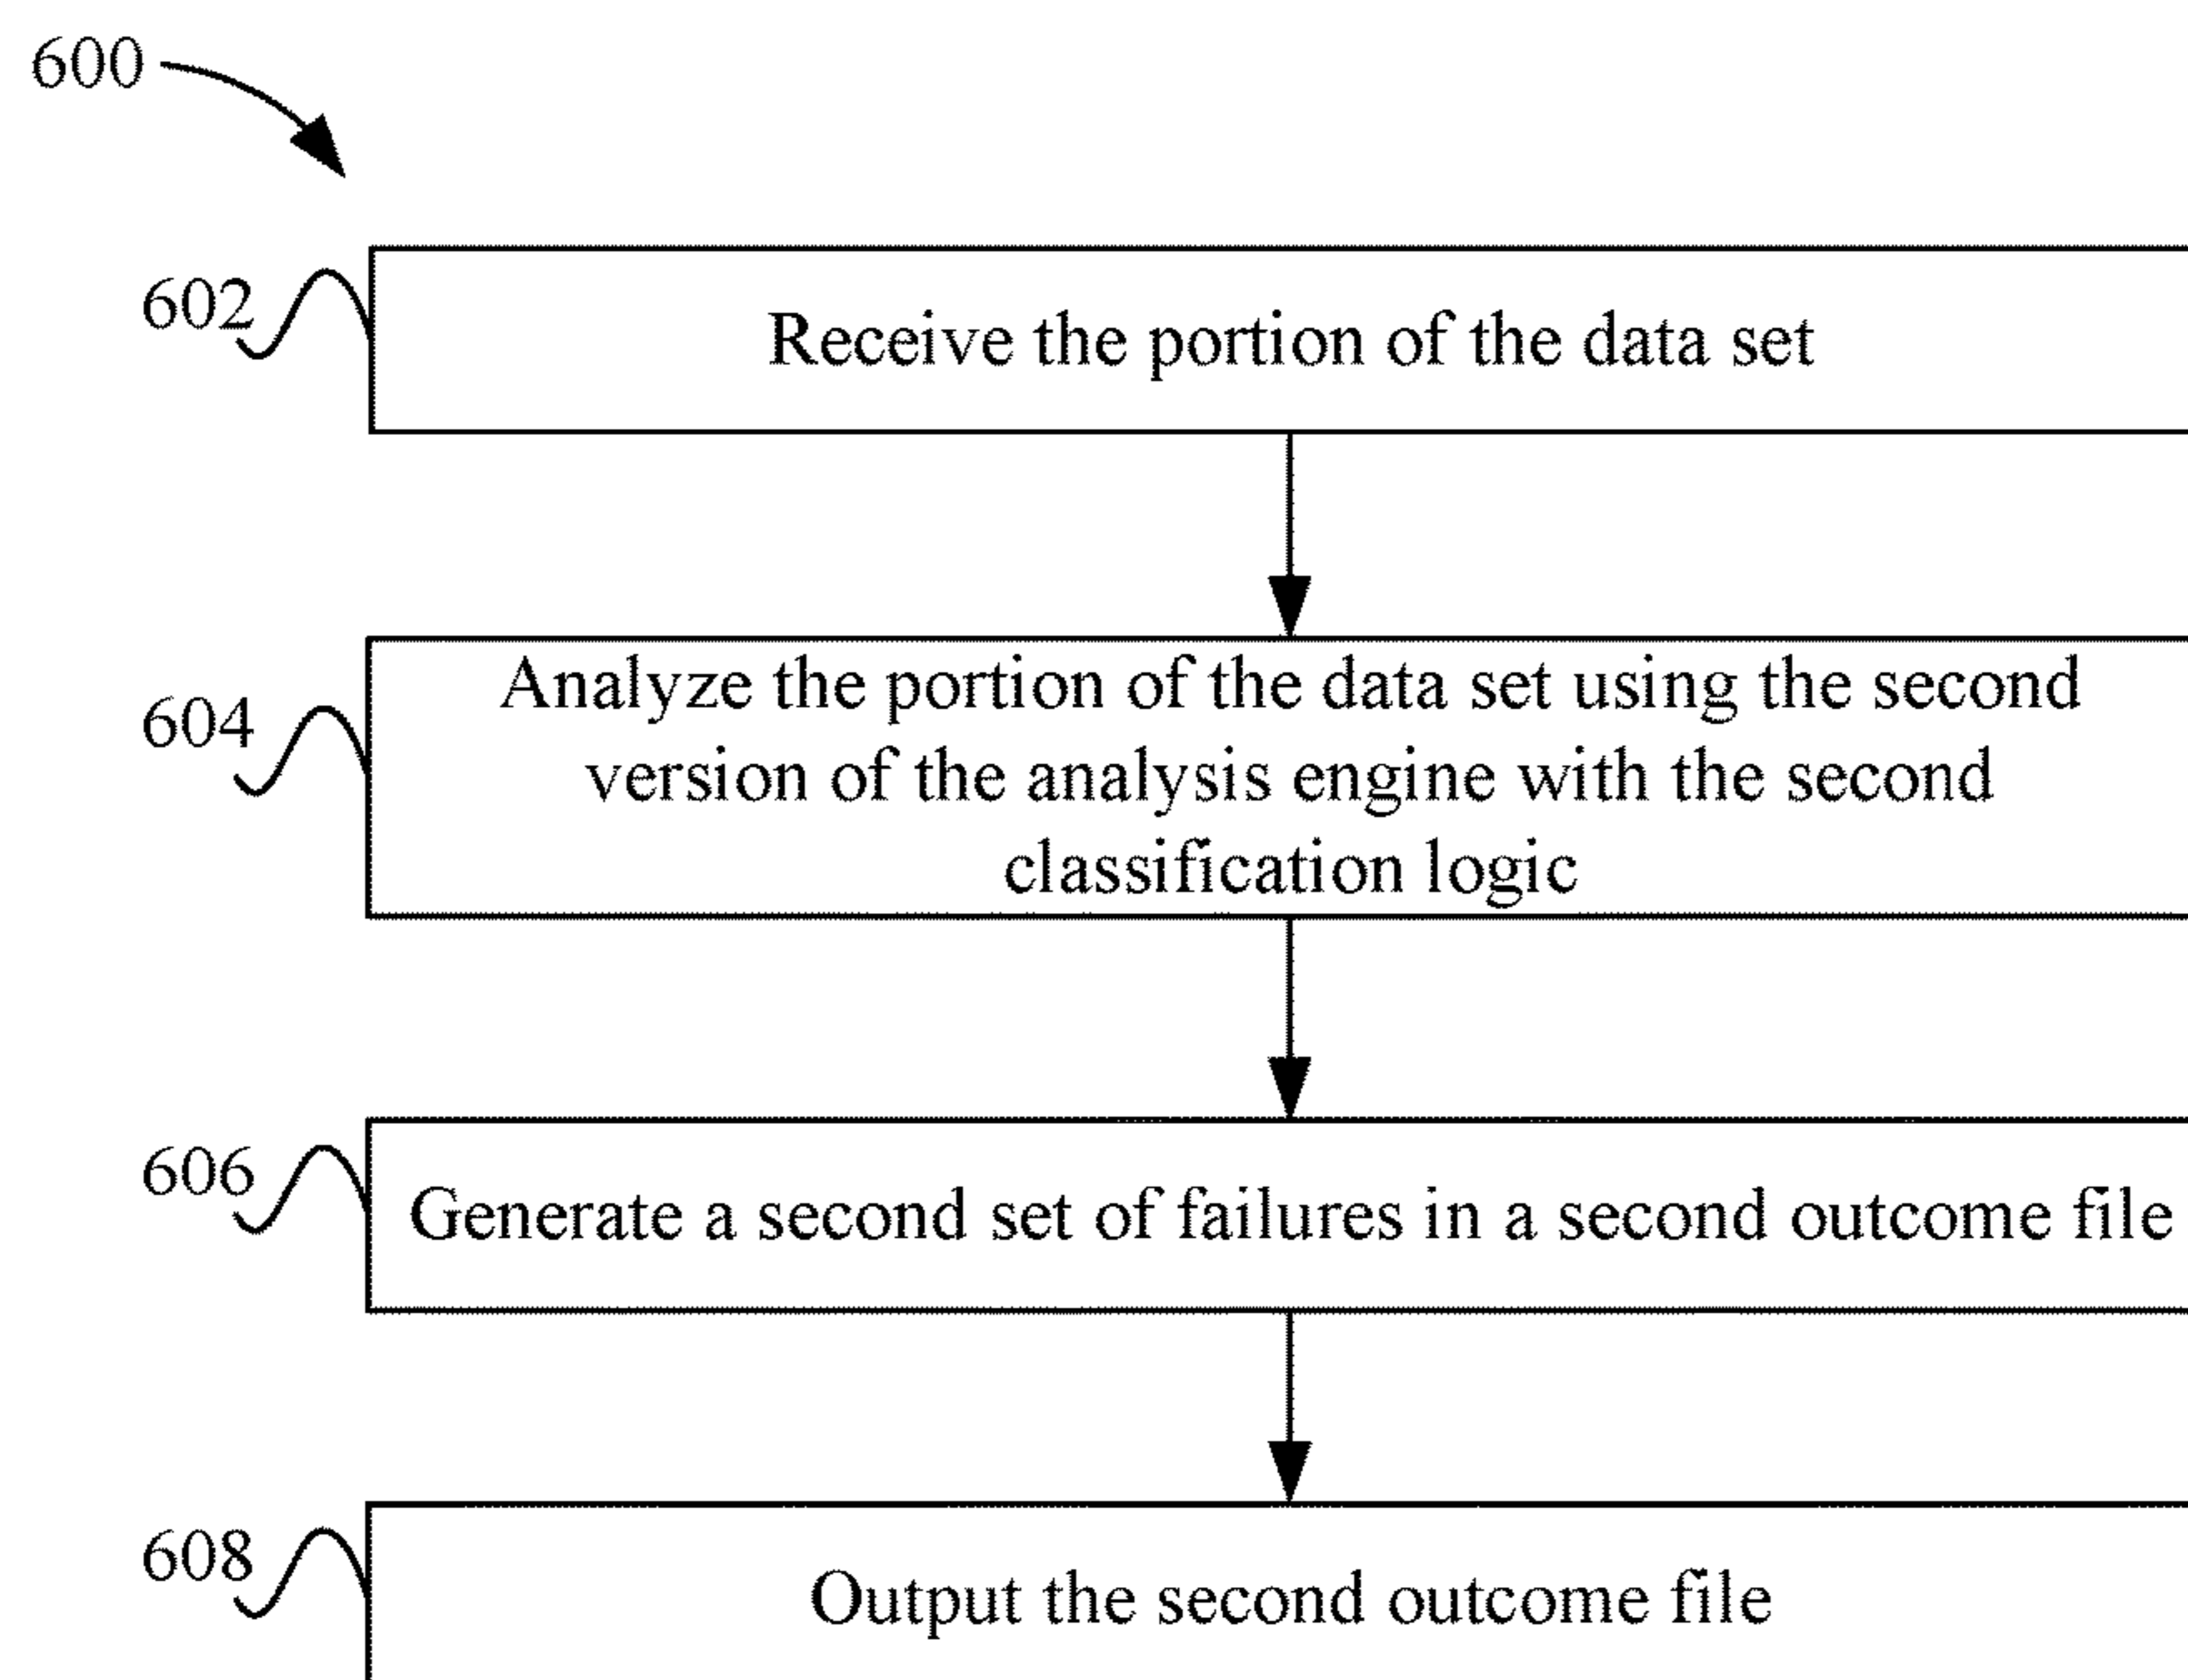 600
602
Receive the portion of the data set
604
Analyze the portion of the data set using the second
version of the analysis engine with the second
classification logic
606
Generate a second set of failures in a second outcome file
608
Output the second outcome file